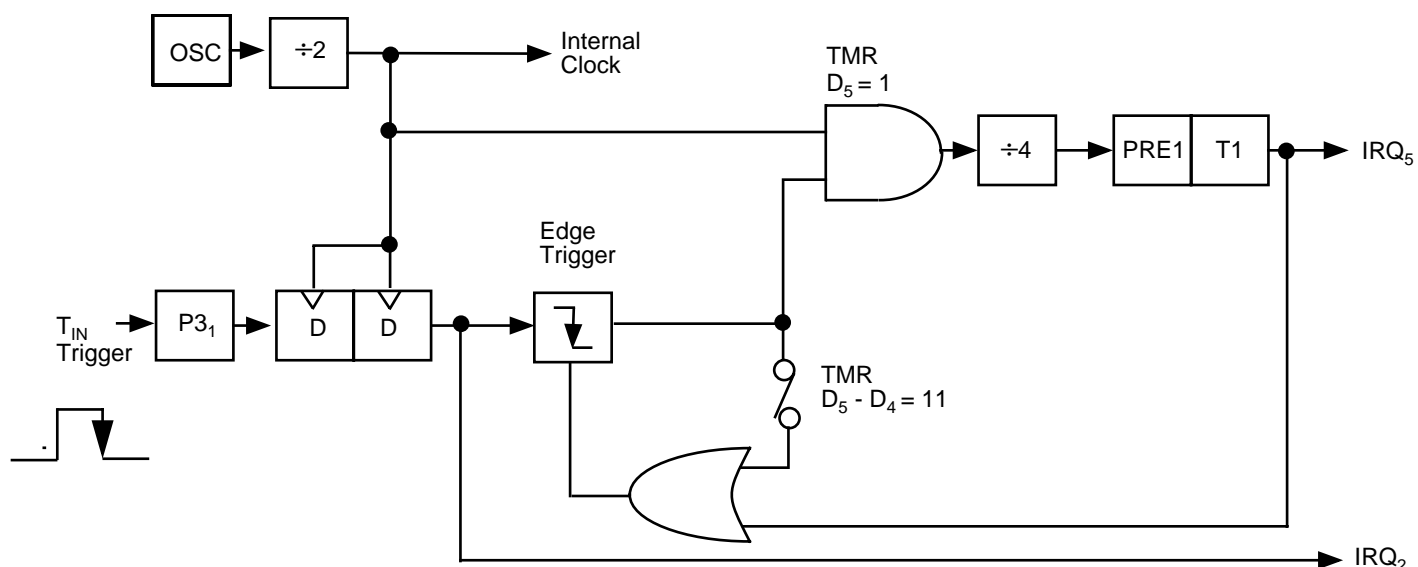 OSC
÷2
Internal
Clock
TMR
D₅ = 1
÷4
PRE1
T1
IRQ₅
Edge
Trigger
T_IN
Trigger
P3₁
D
D
TMR
D₅ - D₄ = 11
IRQ₂